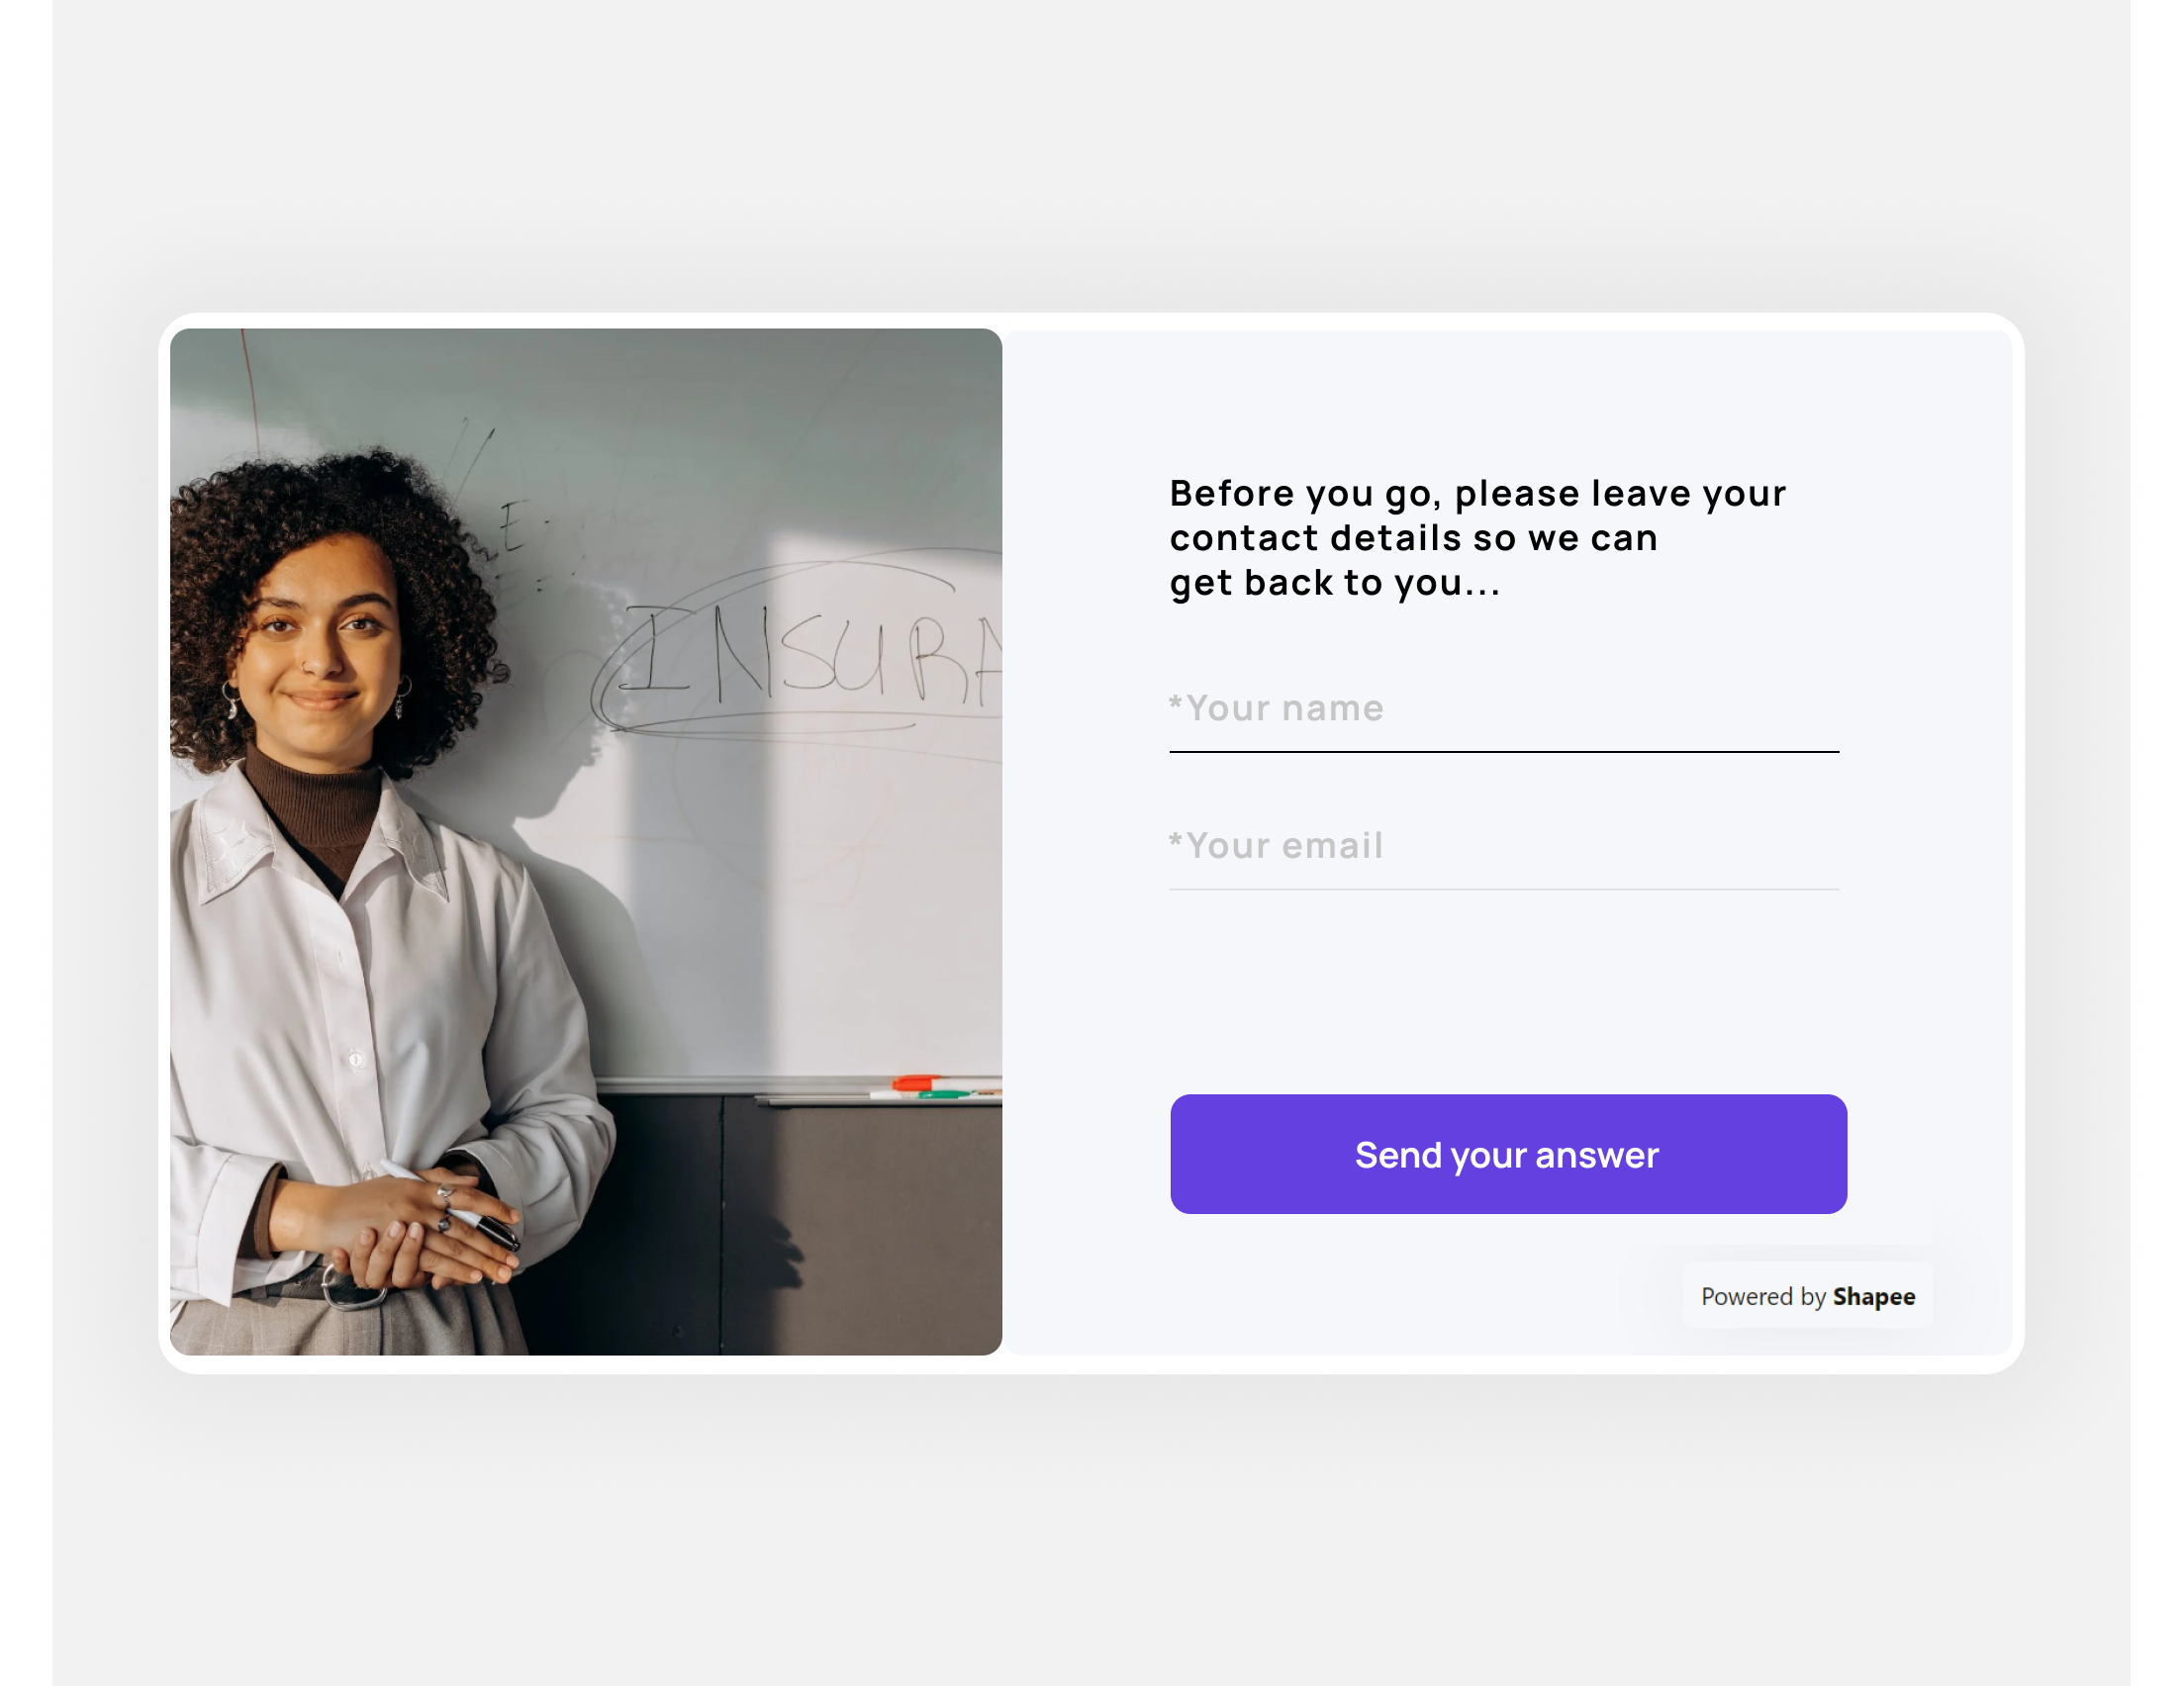 E
INSURA
Before you go, please leave your
contact details so we can
get back to you...
*Your name
*Your email
Send your answer
Powered by Shapee